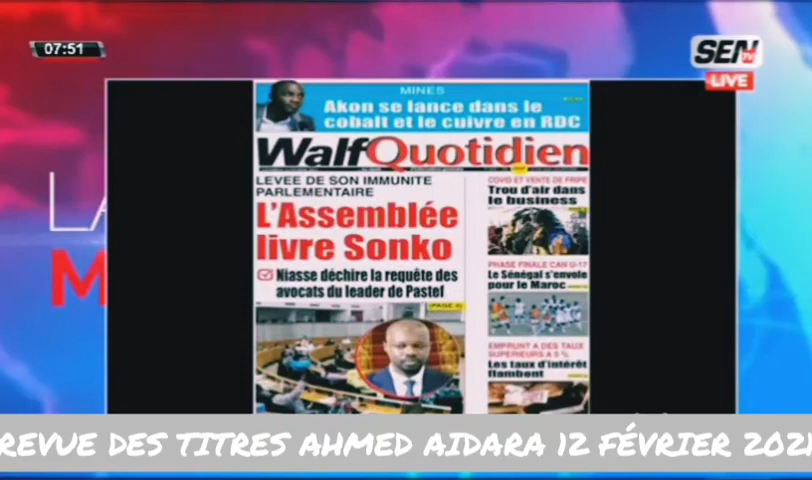 07:51
SEN TV
LIVE
MINES
Akon se lance dans le
cobalt et le cuivre en RDC
WalfQuotidien
LEVEE DE SON IMMUNITE
PARLEMENTAIRE
L'Assemblée
livre Sonko
Niasse déchire la requête des
avocats du leader de Pastef
COVID ET VENTE DE FRIPE
Trou d'air dans
le business
PHASE FINALE CAN U-17
Le Sénégal s'envole
pour le Maroc
EMPRUNT A DES TAUX
SUPERIEURS A 5 %
Les taux d'intérêt
flambent
LA
M
REVUE DES TITRES AHMED AIDARA 12 FÉVRIER 2021